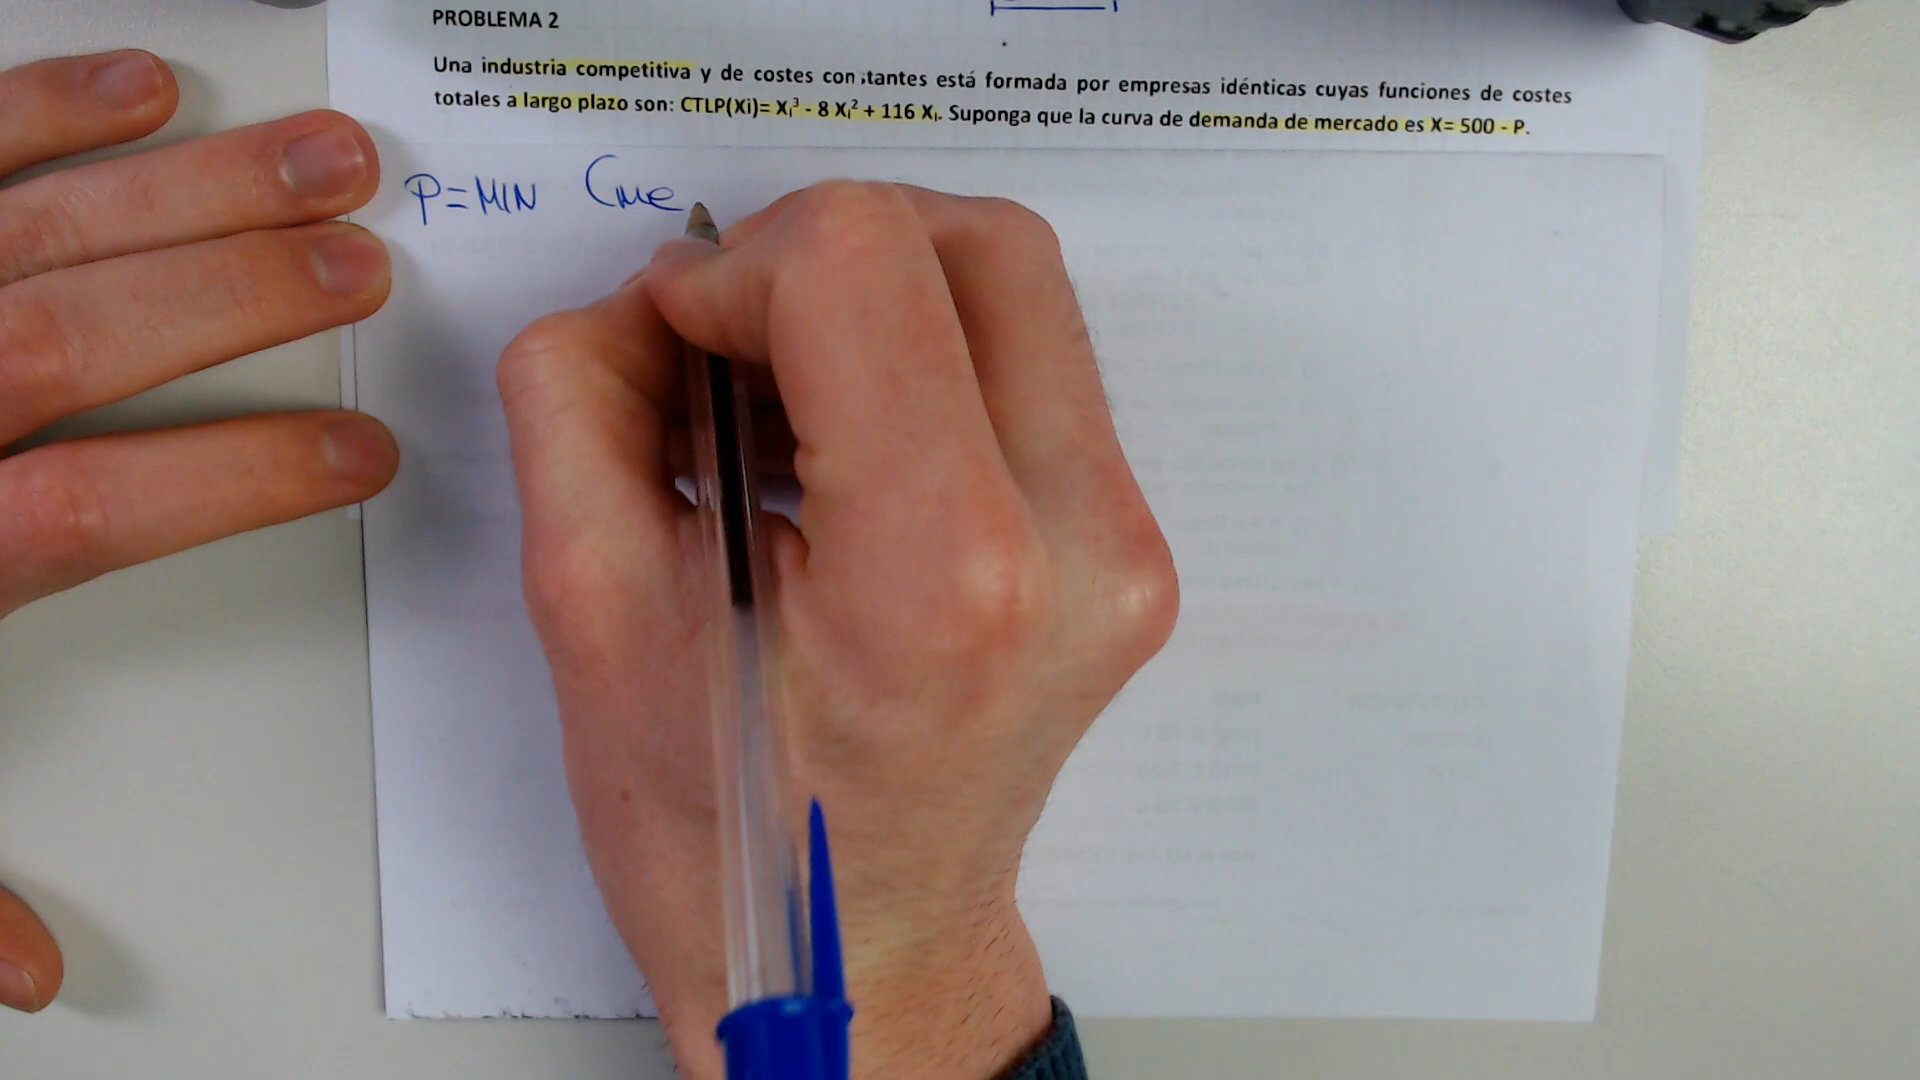 PROBLEMA 2
Una industria competitiva y de costes constantes está formada por empresas idénticas cuyas funciones de costes
totales a largo plazo son: CTLP(Xi)= Xᵢ³ - 8 Xᵢ² + 116 Xᵢ. Suponga que la curva de demanda de mercado es X= 500 - P.
P=MIN CMe